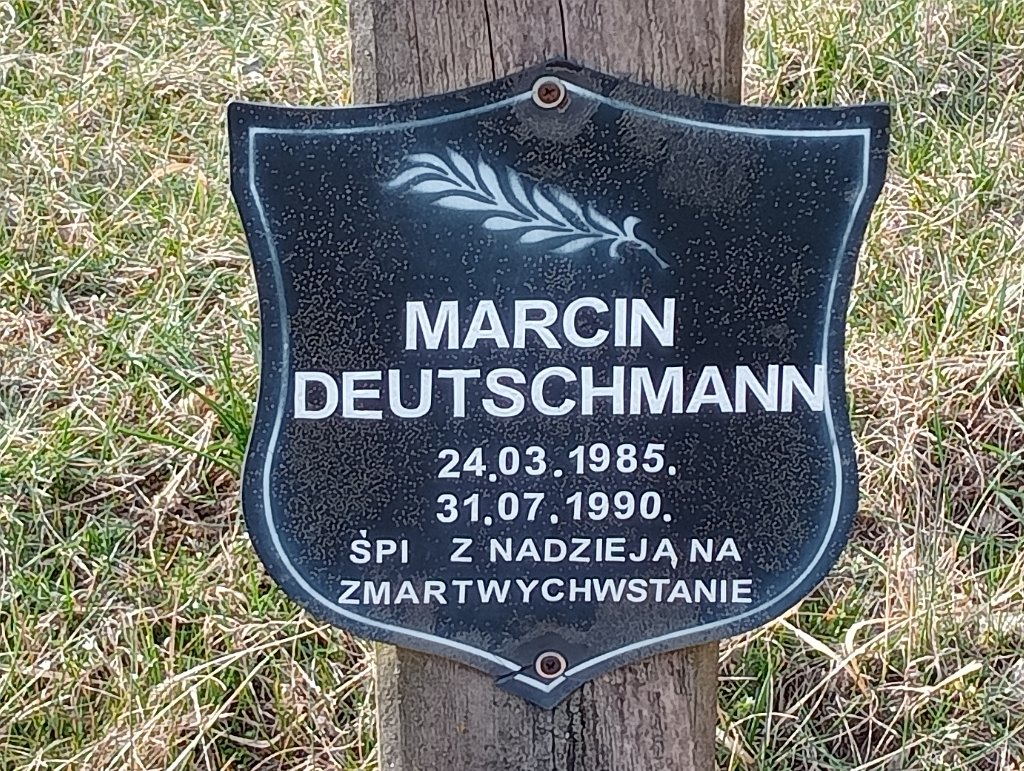 MARCIN
DEUTSCHMANN
24.03.1985.
31.07.1990.
ŚPI Z NADZIEJĄ NA
ZMARTWYCHWSTANIE